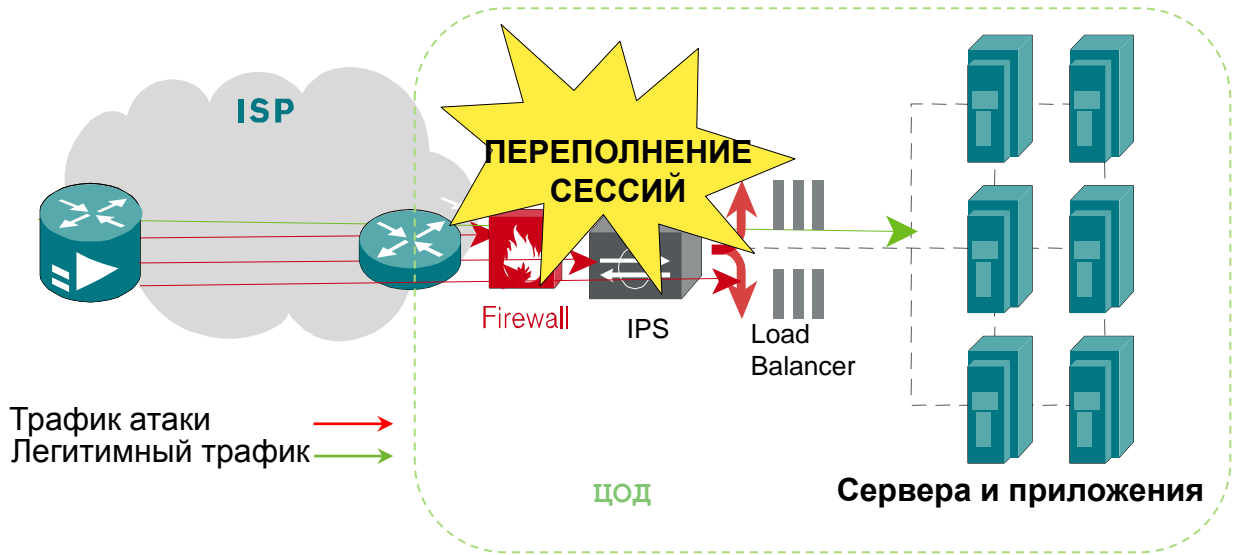 ISP
ПЕРЕПОЛНЕНИЕ
СЕССИЙ
Firewall
IPS
Load
Balancer
Трафик атаки
Легитимный трафик
ЦОД
Сервера и приложения